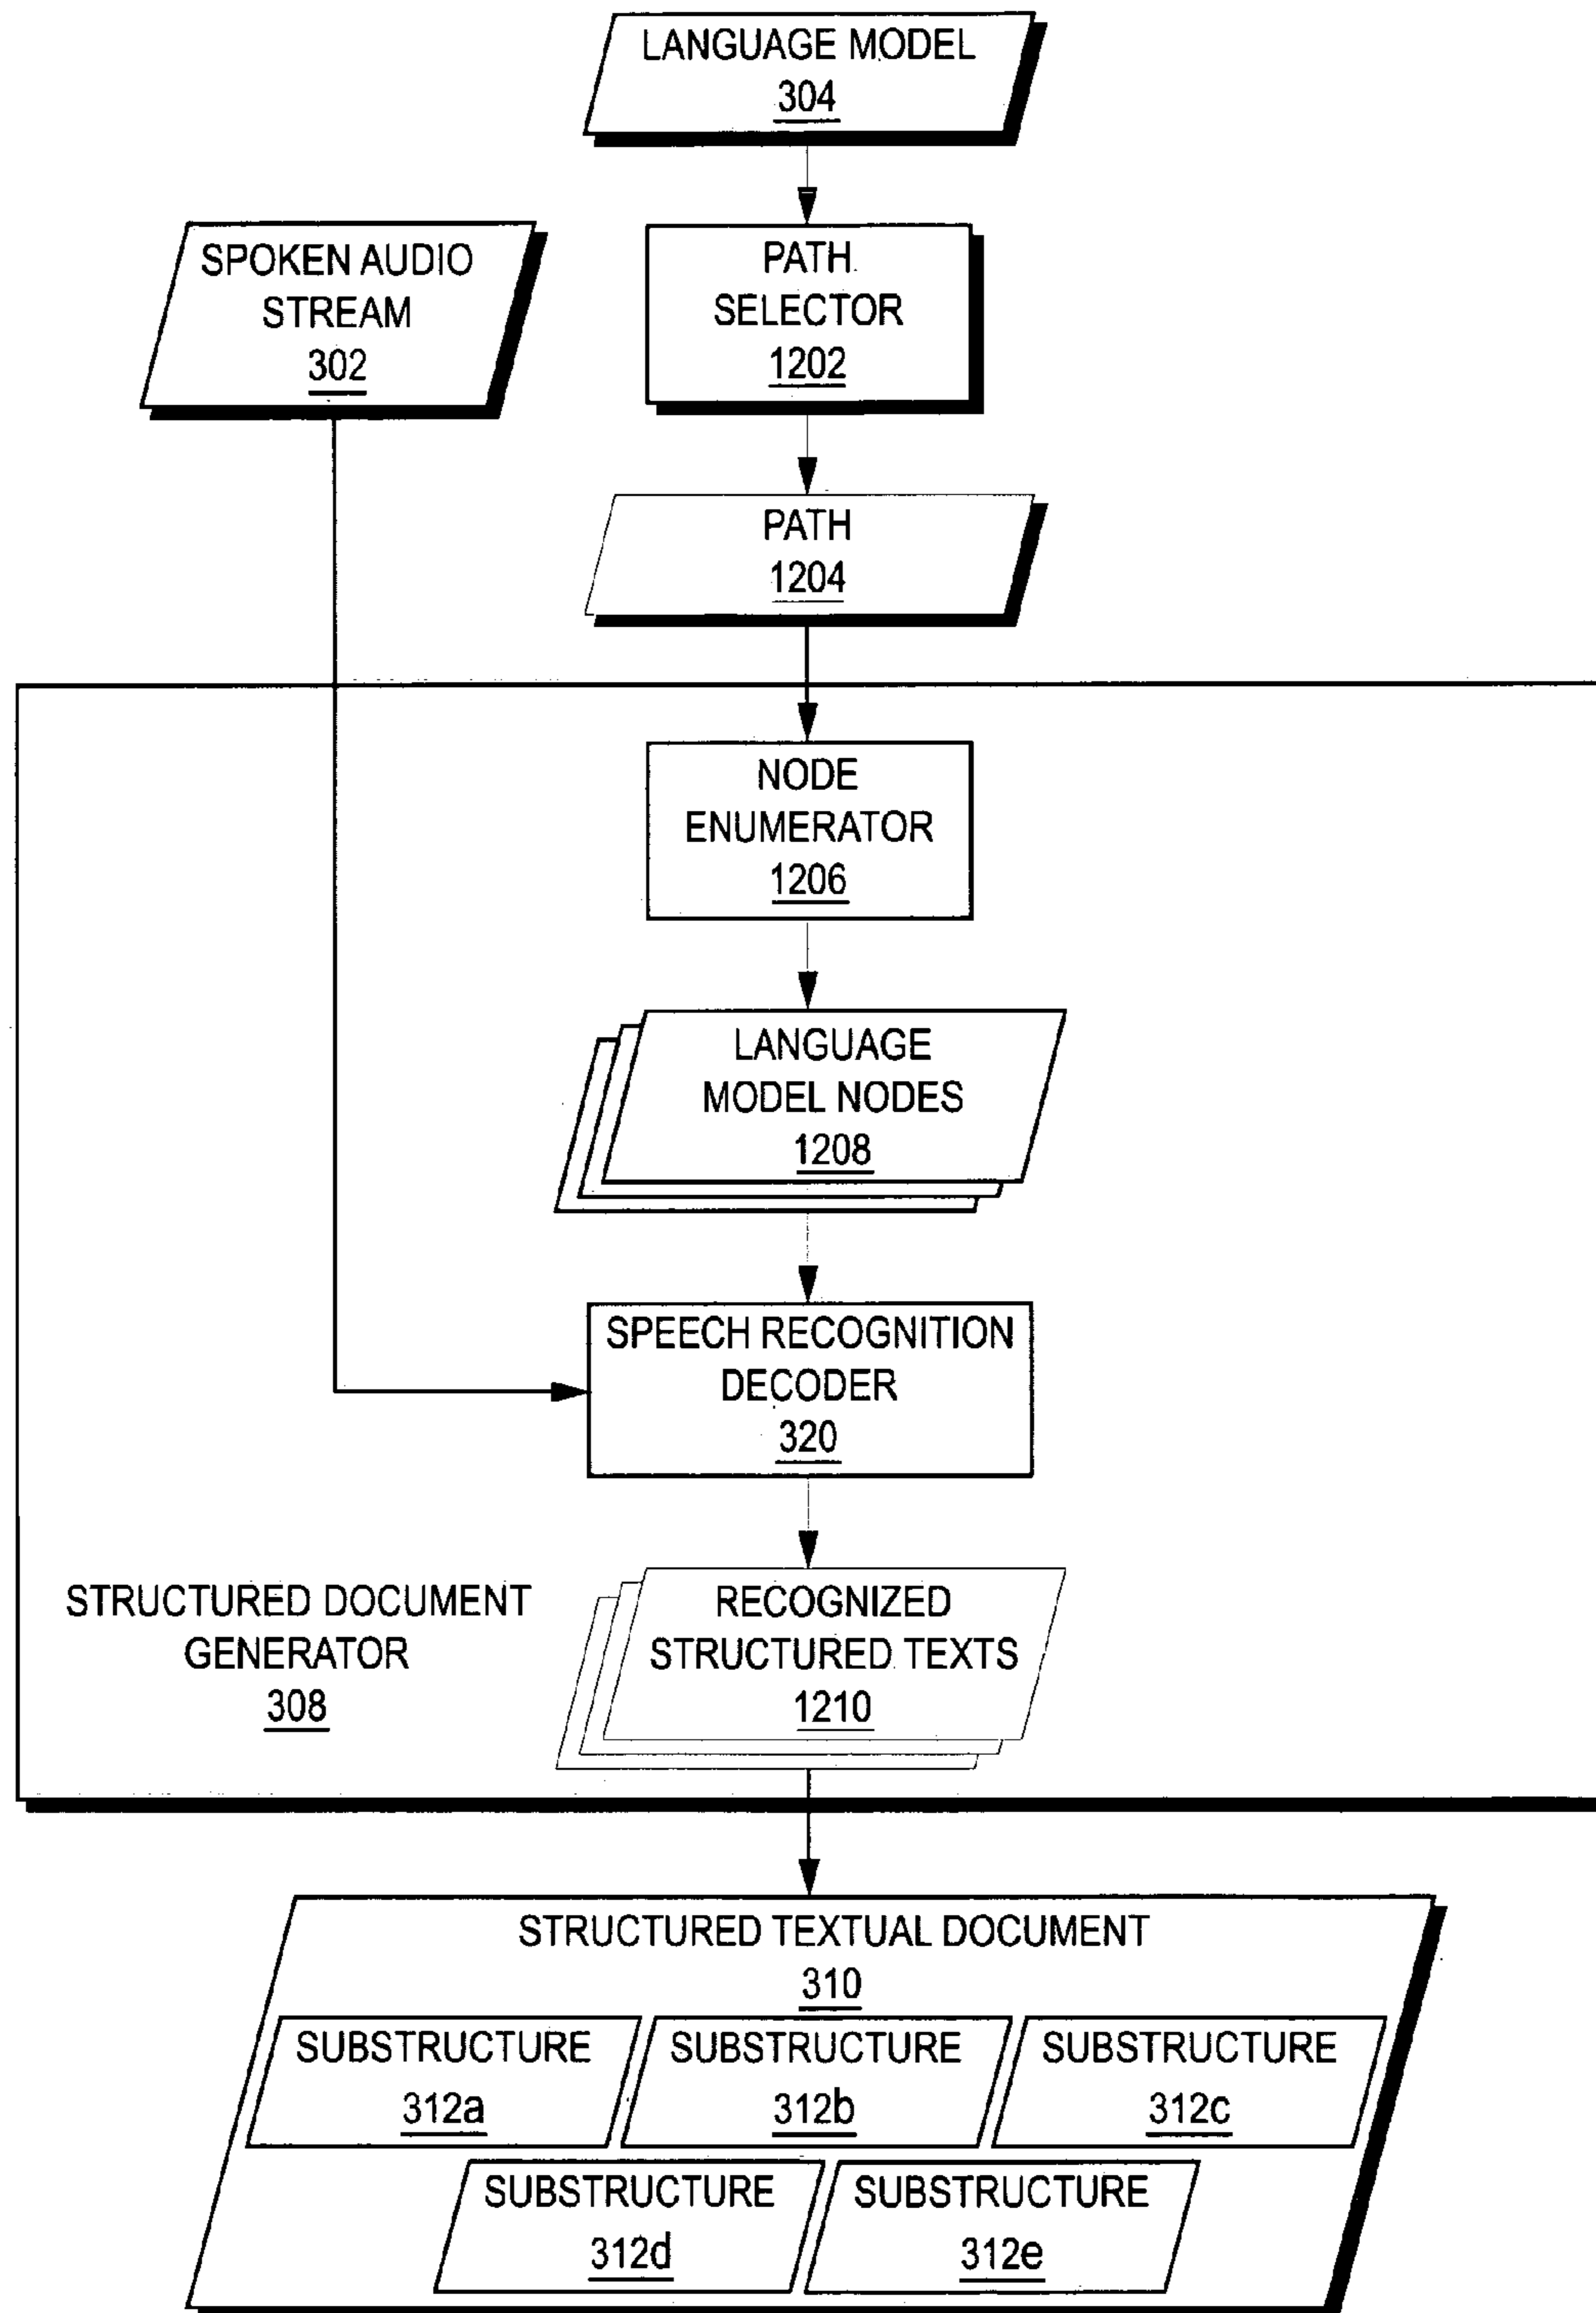 LANGUAGE MODEL
304
SPOKEN AUDIO
STREAM
302
PATH
SELECTOR
1202
PATH
1204
NODE
ENUMERATOR
1206
LANGUAGE
MODEL NODES
1208
SPEECH RECOGNITION
DECODER
320
STRUCTURED DOCUMENT
GENERATOR
308
RECOGNIZED
STRUCTURED TEXTS
1210
STRUCTURED TEXTUAL DOCUMENT
310
SUBSTRUCTURE
312a
SUBSTRUCTURE
312b
SUBSTRUCTURE
312c
SUBSTRUCTURE
312d
SUBSTRUCTURE
312e